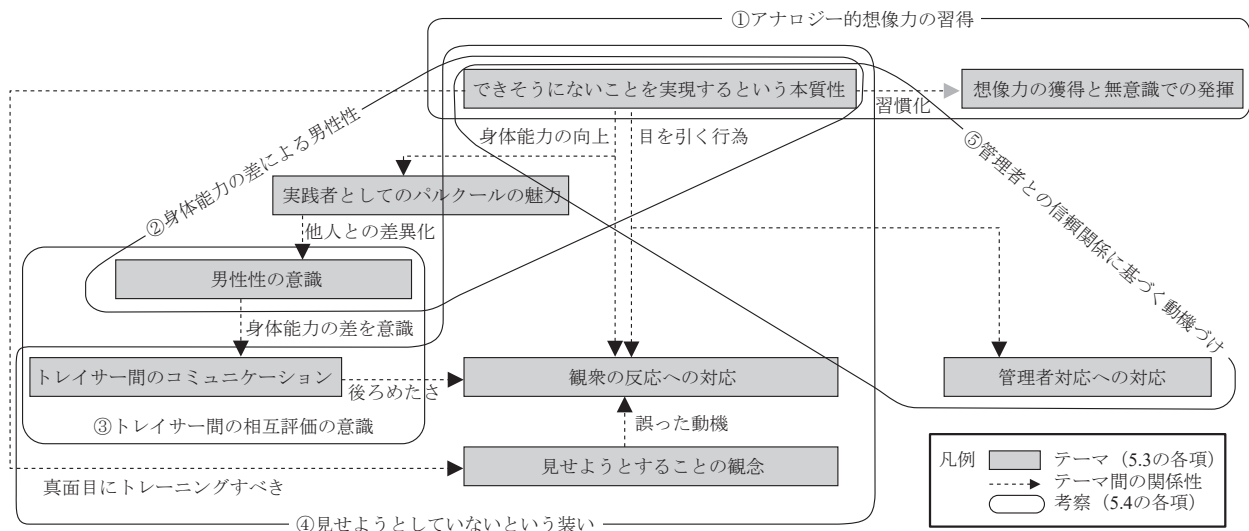 ①アナロジー的想像力の習得
できそうにないことを実現するという本質性
習慣化
想像力の獲得と無意識での発揮
身体能力の向上
目を引く行為
②身体能力の差による男性性
⑤管理者との信頼関係に基づく動機づけ
実践者としてのパルクールの魅力
他人との差異化
男性性の意識
身体能力の差を意識
トレイサー間のコミュニケーション
後ろめたさ
観衆の反応への対応
管理者対応への対応
③トレイサー間の相互評価の意識
誤った動機
見せようとすることの観念
真面目にトレーニングすべき
④見せようとしていないという装い
凡例
テーマ（5.3の各項）
テーマ間の関係性
考察（5.4の各項）